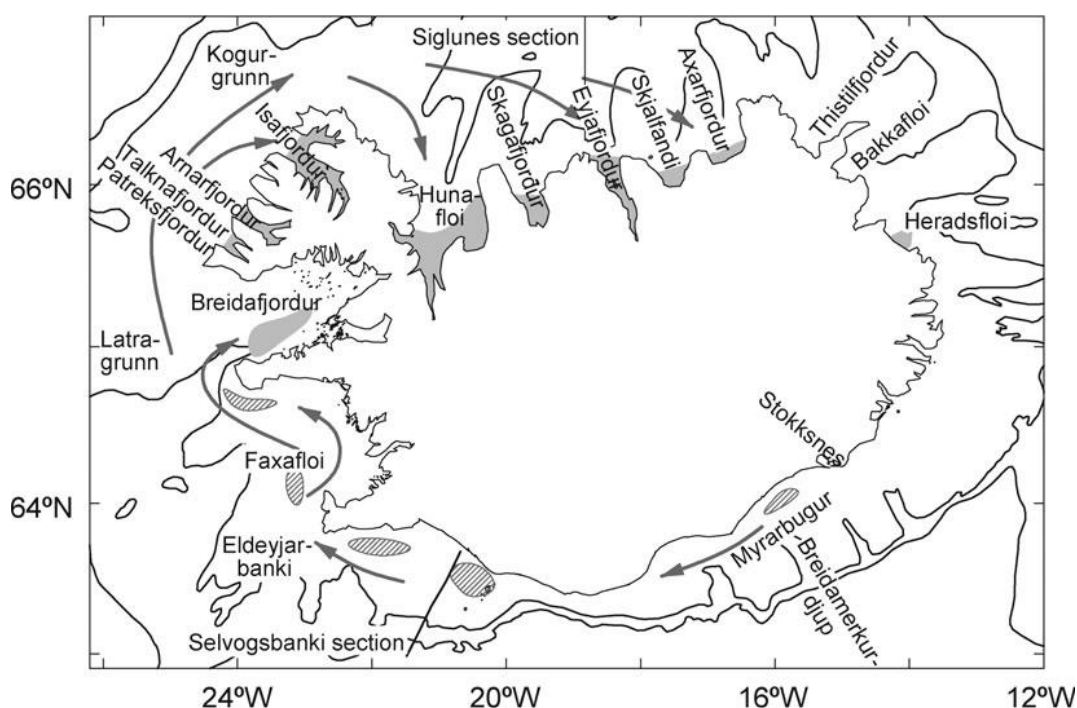 Siglunes section
Kogur-
grunn
Axarfjordur
Thistilfjordur
Skjalfandi
Eyjafjordur
Skagafjordur
Bakkafloi
Isafjordur
Arnarfjordur
Talknafjordur
Patreksfjordur
66ºN
Huna-
floi
Heradsfloi
Breidafjordur
Latra-
grunn
Stokksnes
Faxafloi
64ºN
Myrarbugur
Eldeyjar-
banki
Breidamerkur-
djup
Selvogsbanki section
24ºW
20ºW
16ºW
12ºW